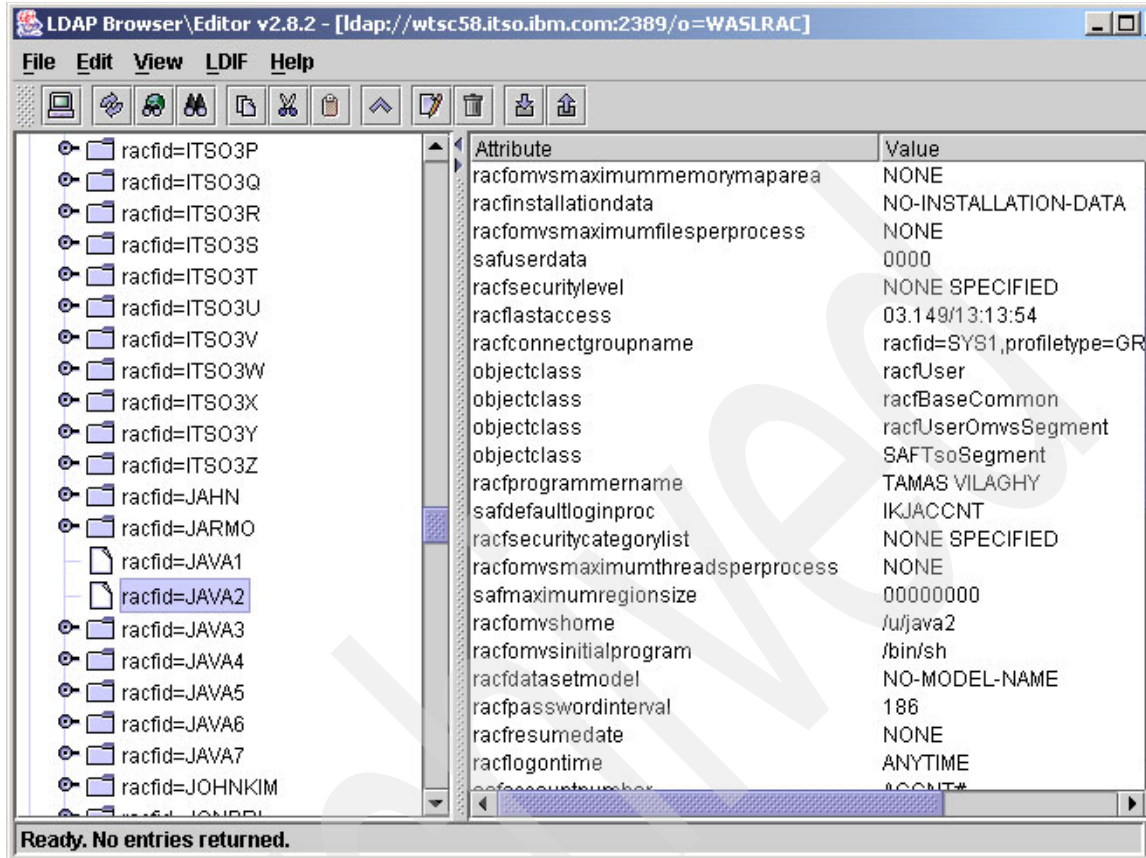 LDAP Browser\Editor v2.8.2 - [ldap://wtsc58.itso.ibm.com:2389/o=WASLRAC]
File Edit View LDIF Help
racfid=ITSO3P
racfid=ITSO3Q
racfid=ITSO3R
racfid=ITSO3S
racfid=ITSO3T
racfid=ITSO3U
racfid=ITSO3V
racfid=ITSO3W
racfid=ITSO3X
racfid=ITSO3Y
racfid=ITSO3Z
racfid=JAHN
racfid=JARMO
racfid=JAVA1
racfid=JAVA2
racfid=JAVA3
racfid=JAVA4
racfid=JAVA5
racfid=JAVA6
racfid=JAVA7
racfid=JOHNKIM
Attribute Value
racfomvsmaximummemorymaparea NONE
racfinstallationdata NO-INSTALLATION-DATA
racfomvsmaximumfilesperprocess NONE
safuserdata 0000
racfsecuritylevel NONE SPECIFIED
racflastaccess 03.149/13:13:54
racfconnectgroupname racfid=SYS1,profiletype=GR
objectclass racfUser
objectclass racfBaseCommon
objectclass racfUserOmvsSegment
objectclass SAFTsoSegment
racfprogrammername TAMAS VILAGHY
safdefaultloginproc IKJACCNT
racfsecuritycategorylist NONE SPECIFIED
racfomvsmaximumthreadsperprocess NONE
safmaximumregionsize 00000000
racfomvshome /u/java2
racfomvsinitialprogram /bin/sh
racfdatasetmodel NO-MODEL-NAME
racfpasswordinterval 186
racfresumedate NONE
racflogontime ANYTIME
safaccountnumber ACCNT#
Ready. No entries returned.